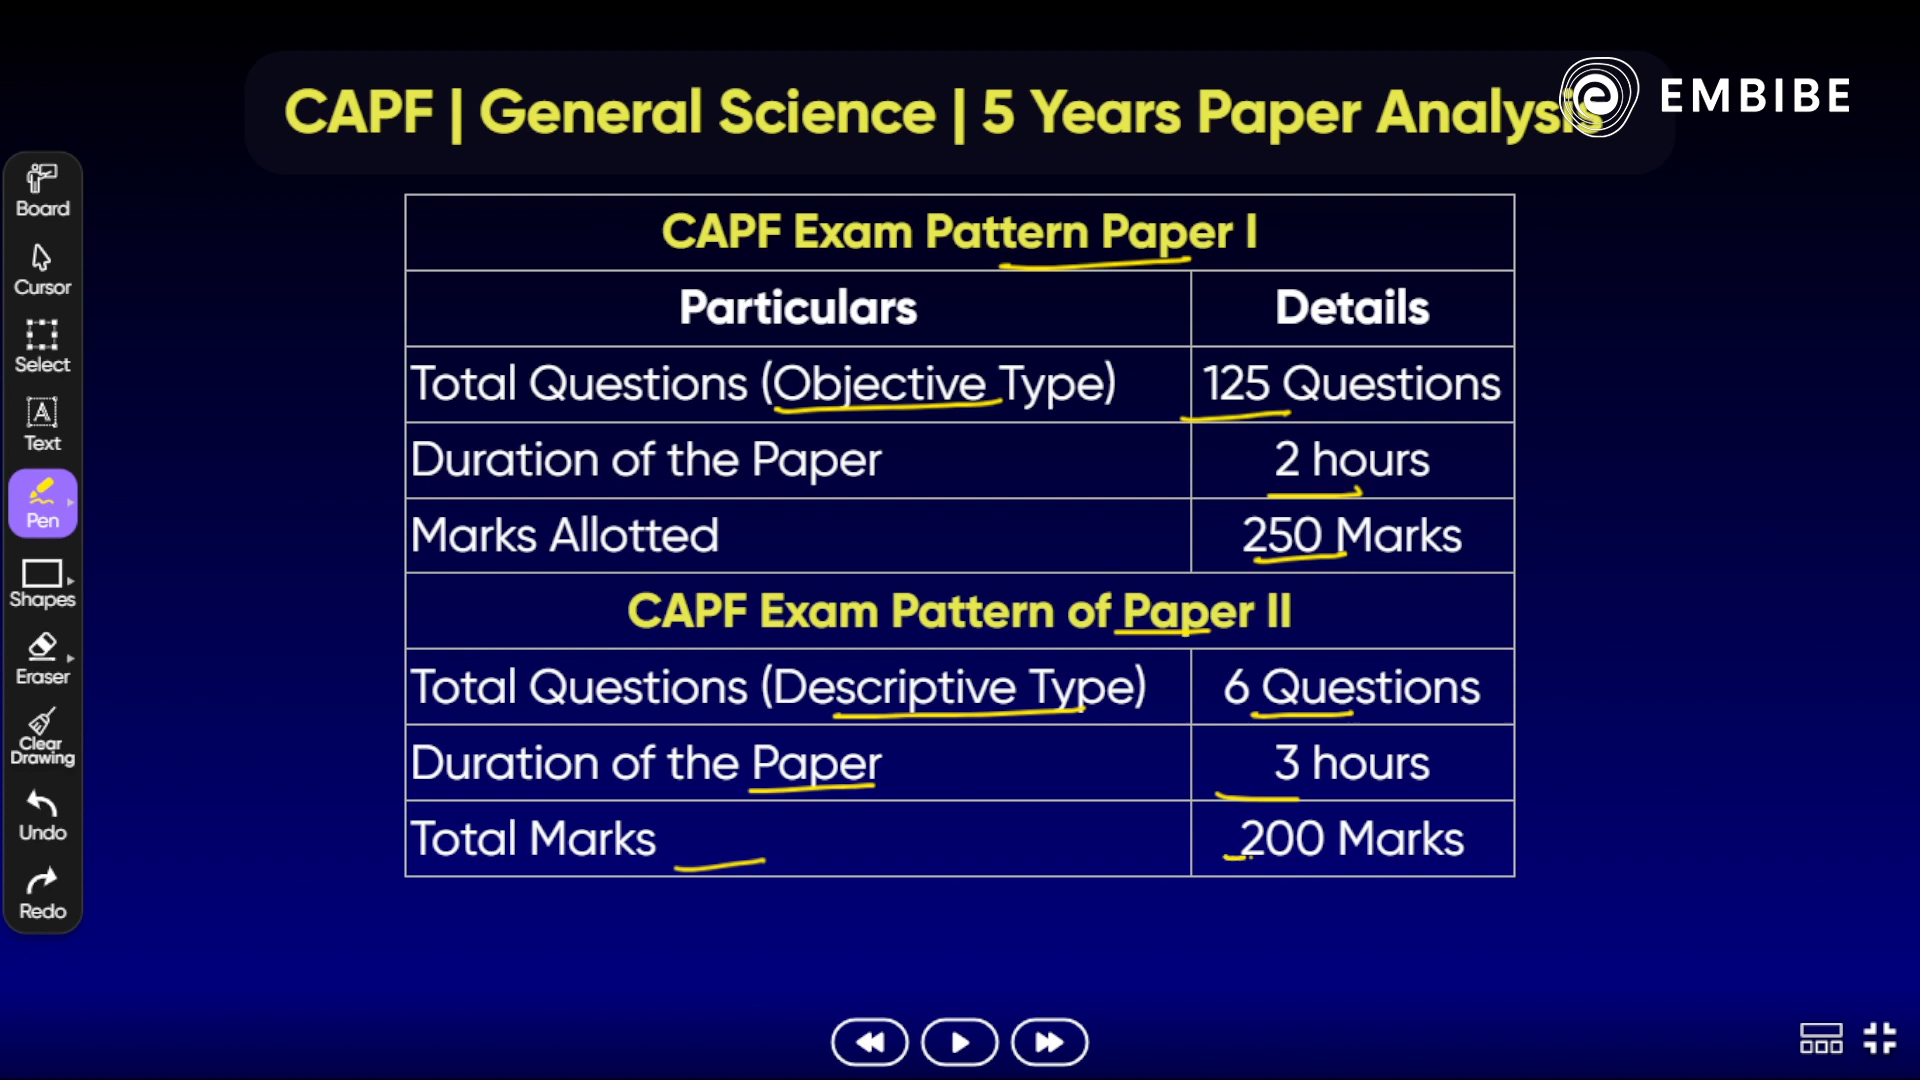 CAPF | General Science | 5 Years Paper Analysis
EMBIBE
CAPF Exam Pattern Paper I
Particulars Details
Total Questions (Objective Type) 125 Questions
Duration of the Paper 2 hours
Marks Allotted 250 Marks
CAPF Exam Pattern of Paper II
Total Questions (Descriptive Type) 6 Questions
Duration of the Paper 3 hours
Total Marks 200 Marks
Board
Cursor
Select
Text
Pen
Shapes
Eraser
Clear
Drawing
Undo
Redo